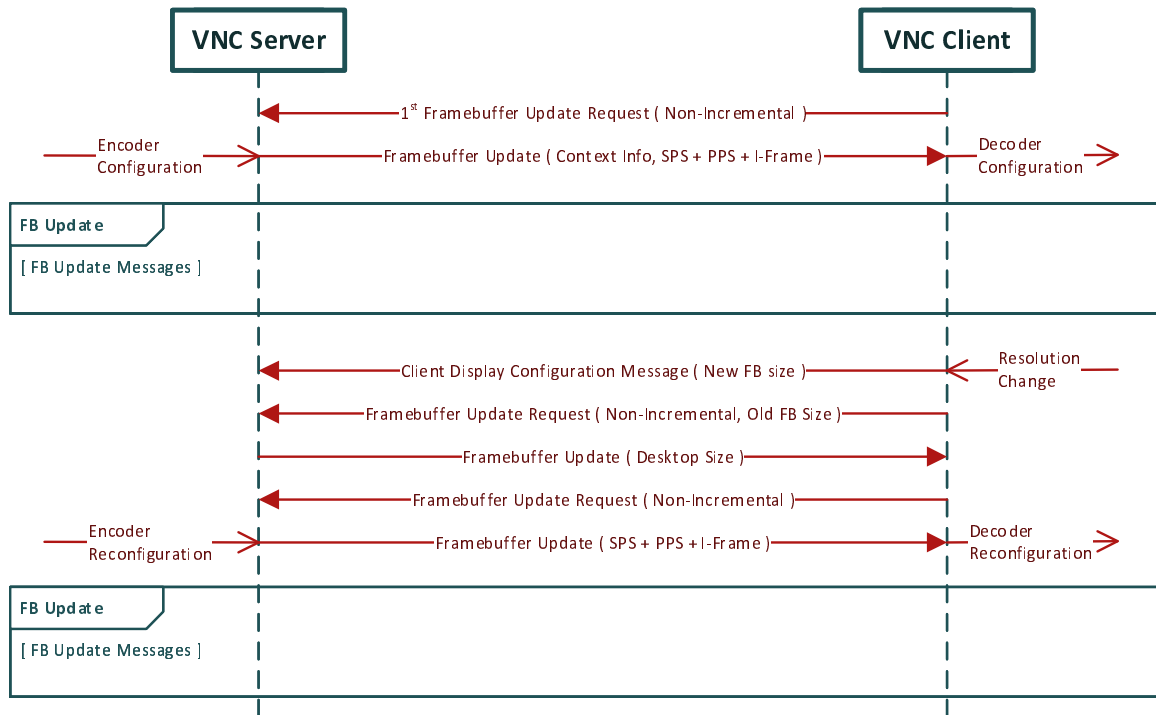 VNC Server
VNC Client
1st Framebuffer Update Request ( Non-Incremental )
Encoder
Configuration
Framebuffer Update ( Context Info, SPS + PPS + I-Frame )
Decoder
Configuration
FB Update
[ FB Update Messages ]
Client Display Configuration Message ( New FB size )
Resolution
Change
Framebuffer Update Request ( Non-Incremental, Old FB Size )
Framebuffer Update ( Desktop Size )
Framebuffer Update Request ( Non-Incremental )
Encoder
Reconfiguration
Framebuffer Update ( SPS + PPS + I-Frame )
Decoder
Reconfiguration
FB Update
[ FB Update Messages ]